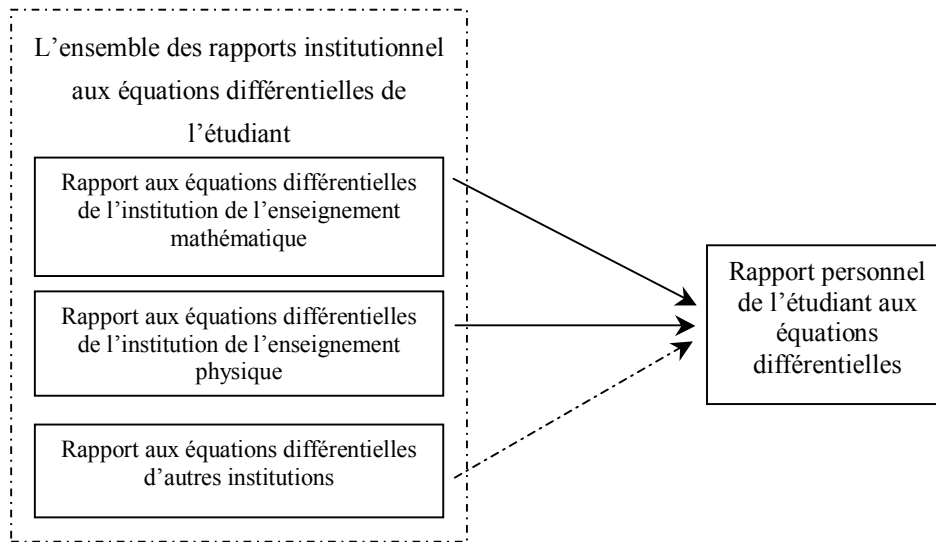 L’ensemble des rapports institutionnel
aux équations différentielles de
l’étudiant
Rapport aux équations différentielles
de l’institution de l’enseignement
mathématique
Rapport aux équations différentielles
de l’institution de l’enseignement
physique
Rapport aux équations différentielles
d’autres institutions
Rapport personnel
de l’étudiant aux
équations
différentielles